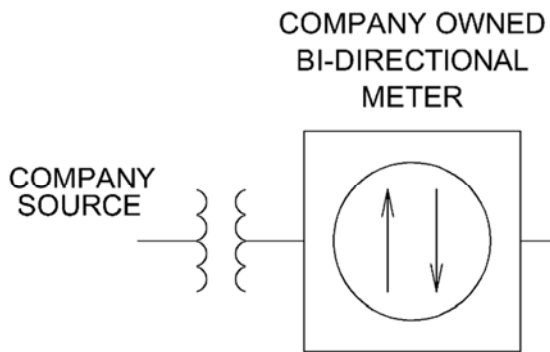 COMPANY OWNED
BI-DIRECTIONAL
METER
COMPANY
SOURCE